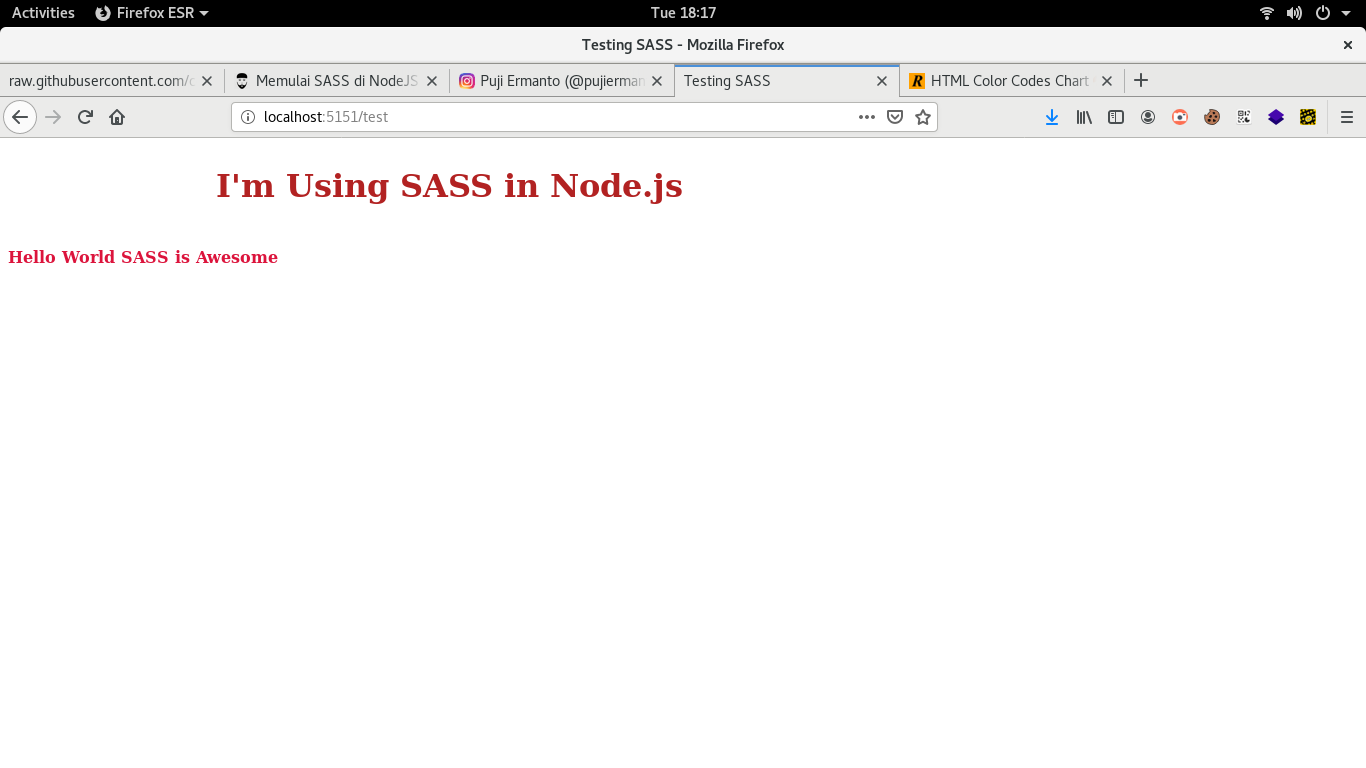 Activities Firefox ESR Tue 18:17
Testing SASS - Mozilla Firefox
raw.githubusercontent.com/ Memulai SASS di NodeJS Puji Ermanto (@pujierman Testing SASS HTML Color Codes Chart
localhost:5151/test
I'm Using SASS in Node.js
Hello World SASS is Awesome